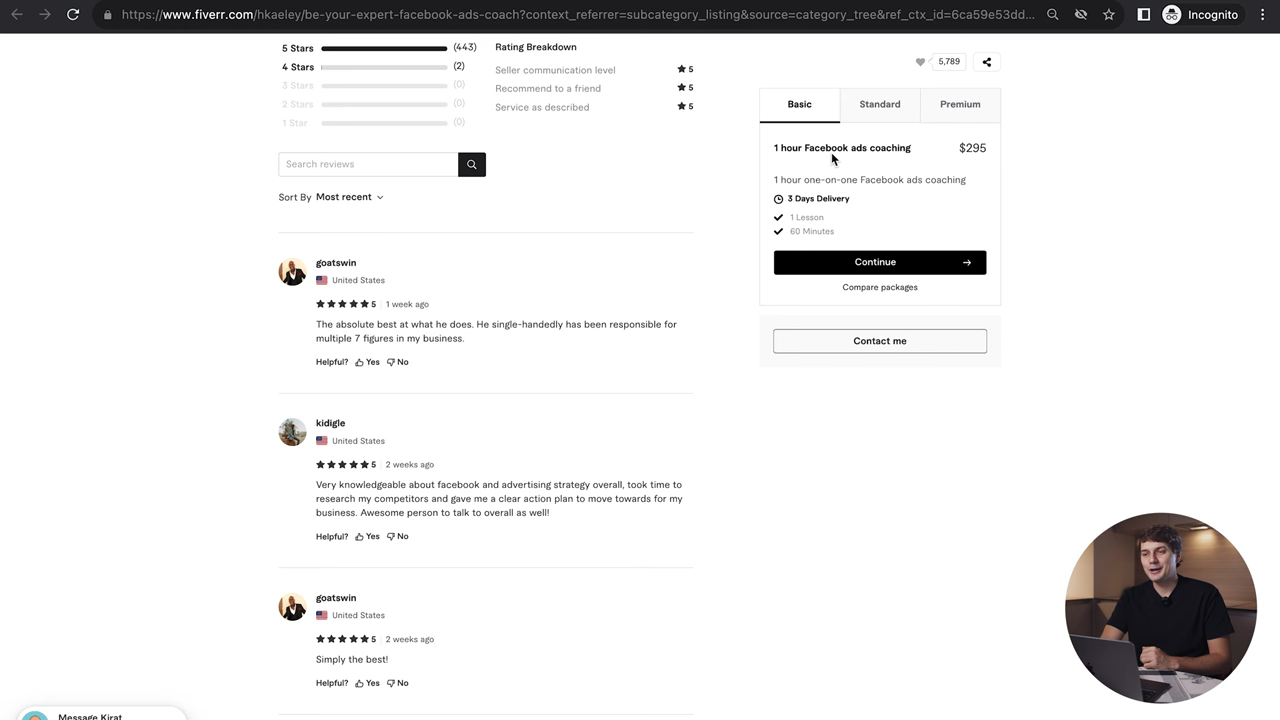 https://www.fiverr.com/hkaeley/be-your-expert-facebook-ads-coach?context_referrer=subcategory_listing&source=category_tree&ref_ctx_id=6ca59e53dd...
Incognito
5 Stars (443)
4 Stars (2)
3 Stars (0)
2 Stars (0)
1 Star (0)
Rating Breakdown
Seller communication level 5
Recommend to a friend 5
Service as described 5
5,789
Basic Standard Premium
1 hour Facebook ads coaching $295
1 hour one-on-one Facebook ads coaching
3 Days Delivery
1 Lesson
60 Minutes
Continue
Compare packages
Contact me
Search reviews
Sort By Most recent
goatswin
United States
5 1 week ago
The absolute best at what he does. He single-handedly has been responsible for
multiple 7 figures in my business.
Helpful? Yes No
kidigle
United States
5 2 weeks ago
Very knowledgeable about facebook and advertising strategy overall, took time to
research my competitors and gave me a clear action plan to move towards for my
business. Awesome person to talk to overall as well!
Helpful? Yes No
goatswin
United States
5 2 weeks ago
Simply the best!
Helpful? Yes No
Message Kirat